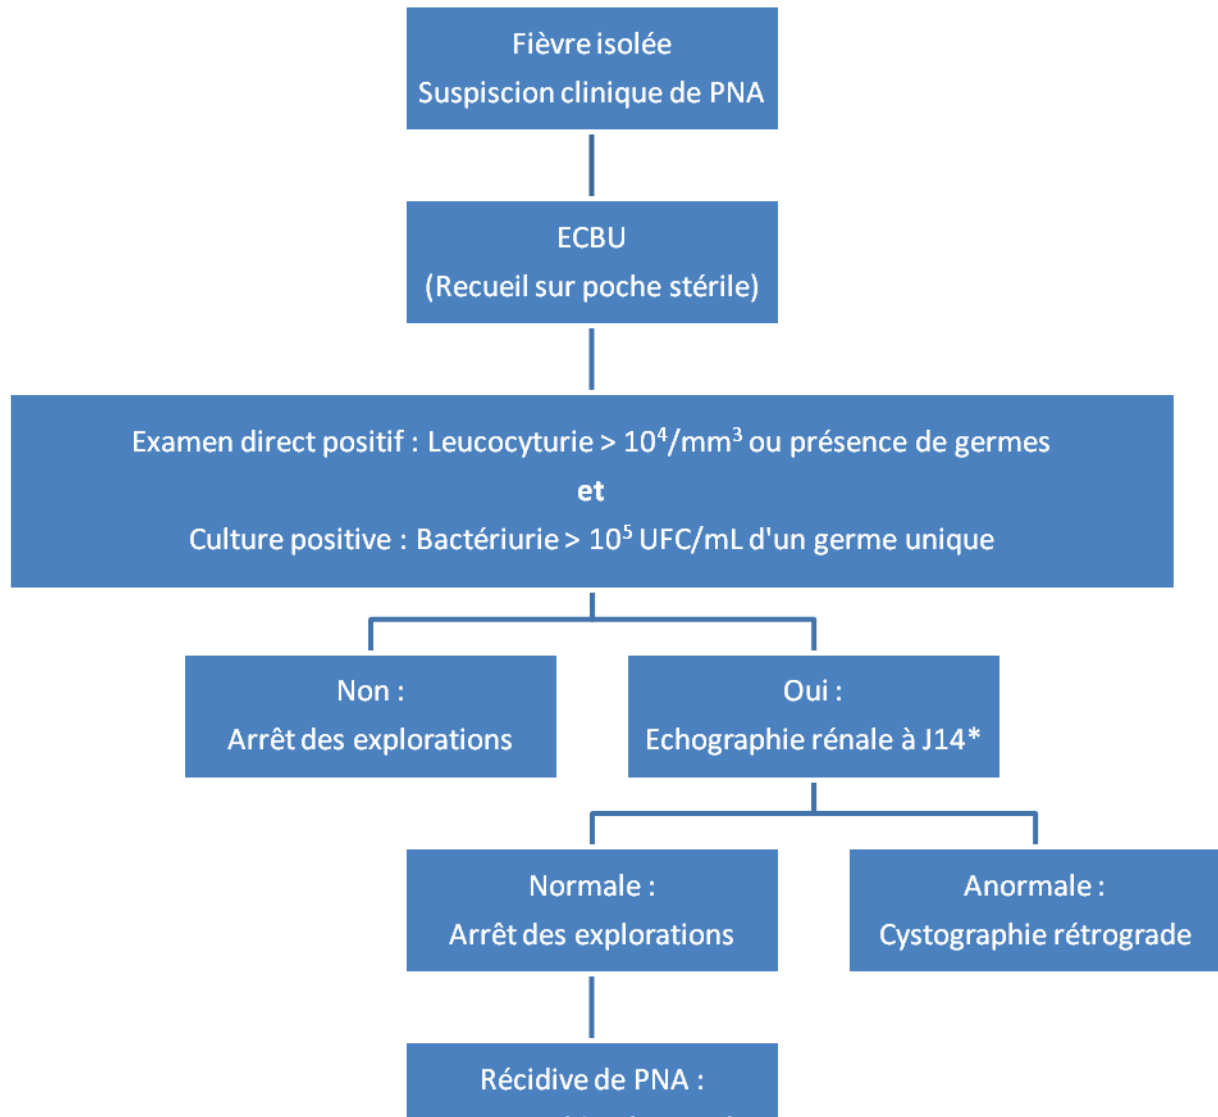 Fièvre isolée
Suspiscion clinique de PNA
ECBU
(Recueil sur poche stérile)
Examen direct positif : Leucocyturie > 10⁴/mm³ ou présence de germes
et
Culture positive : Bactériurie > 10⁵ UFC/mL d'un germe unique
Non :
Arrêt des explorations
Oui :
Echographie rénale à J14*
Normale :
Arrêt des explorations
Anormale :
Cystographie rétrograde
Récidive de PNA :